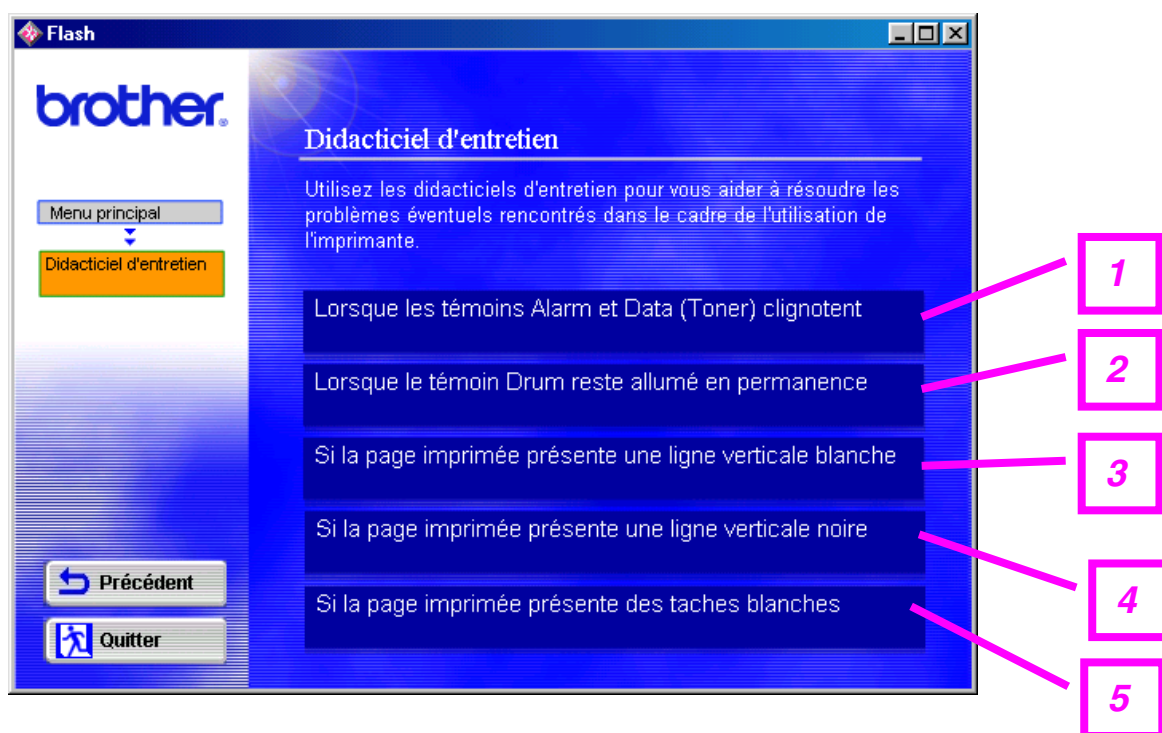 Flash
brother.
Didacticiel d'entretien
Utilisez les didacticiels d'entretien pour vous aider à résoudre les
problèmes éventuels rencontrés dans le cadre de l'utilisation de
l'imprimante.
Menu principal
Didacticiel d'entretien
Lorsque les témoins Alarm et Data (Toner) clignotent
1
Lorsque le témoin Drum reste allumé en permanence
2
Si la page imprimée présente une ligne verticale blanche
3
Si la page imprimée présente une ligne verticale noire
4
Si la page imprimée présente des taches blanches
5
Précédent
Quitter